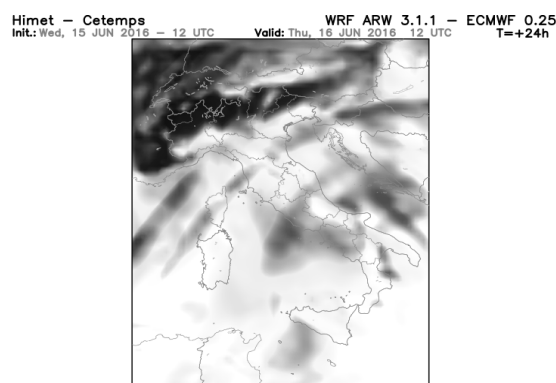 Himet – Cetemps WRF ARW 3.1.1 – ECMWF 0.25
Init.: Wed, 15 JUN 2016 – 12 UTC Valid: Thu, 16 JUN 2016 12 UTC T=+24h